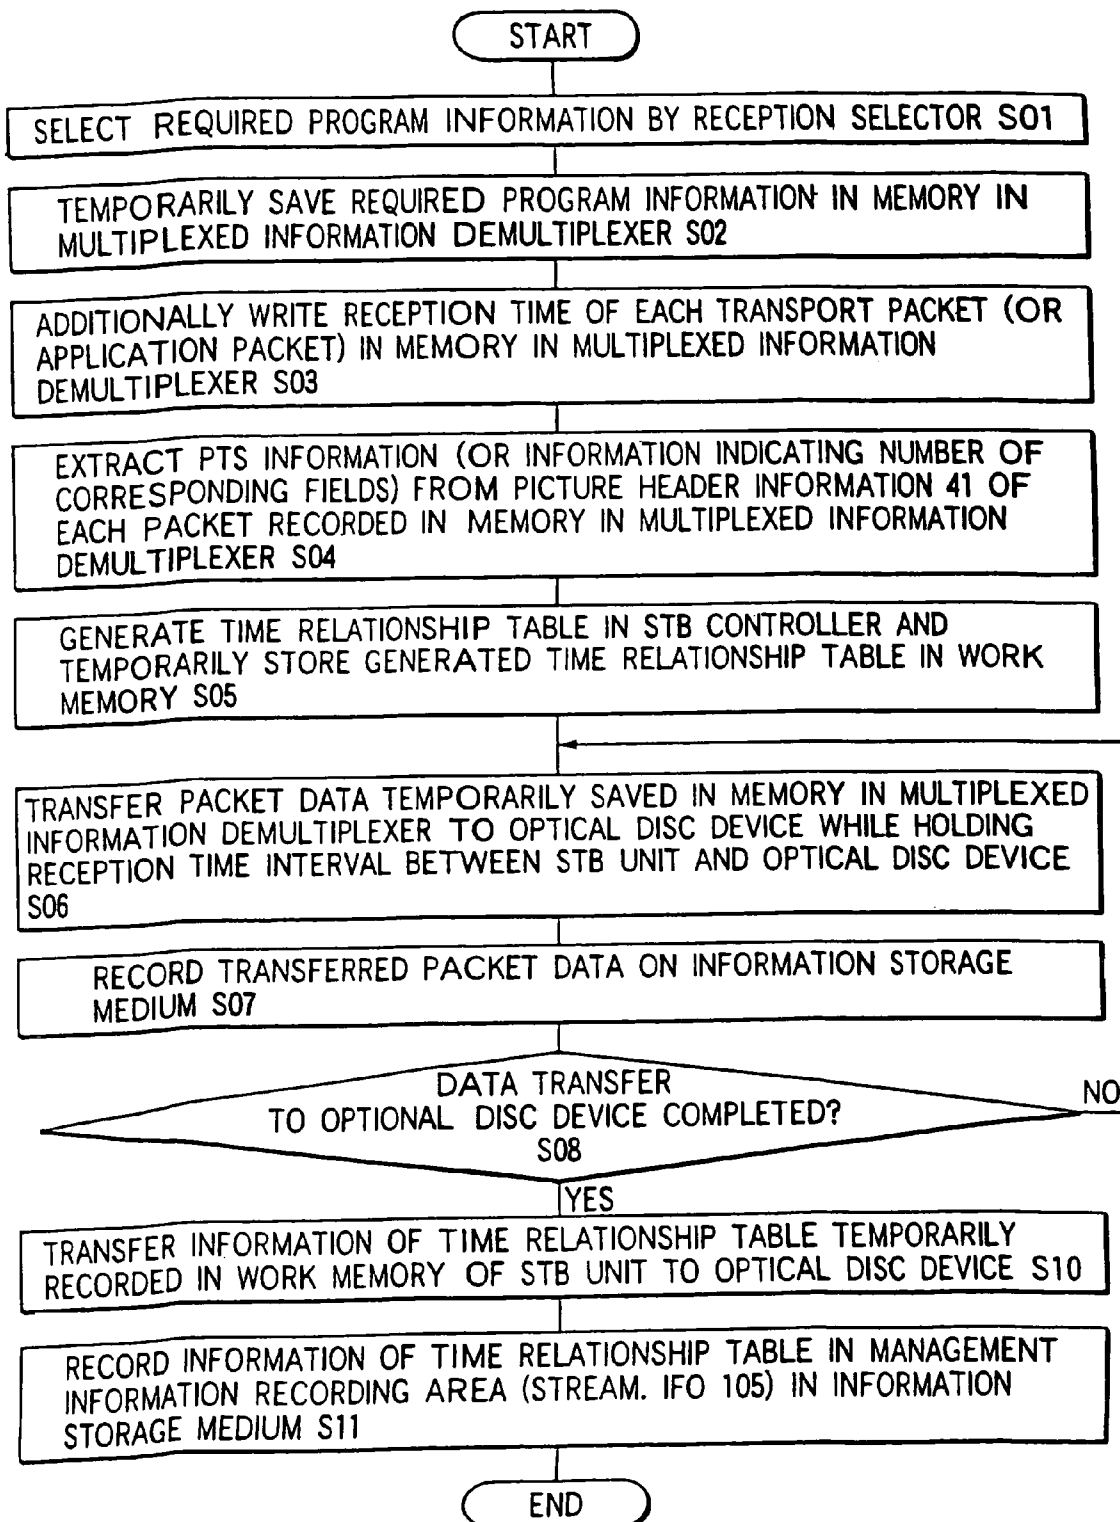 START
SELECT REQUIRED PROGRAM INFORMATION BY RECEPTION SELECTOR S01
TEMPORARILY SAVE REQUIRED PROGRAM INFORMATION IN MEMORY IN
MULTIPLEXED INFORMATION DEMULTIPLEXER S02
ADDITIONALLY WRITE RECEPTION TIME OF EACH TRANSPORT PACKET (OR
APPLICATION PACKET) IN MEMORY IN MULTIPLEXED INFORMATION
DEMULTIPLEXER S03
EXTRACT PTS INFORMATION (OR INFORMATION INDICATING NUMBER OF
CORRESPONDING FIELDS) FROM PICTURE HEADER INFORMATION 41 OF
EACH PACKET RECORDED IN MEMORY IN MULTIPLEXED INFORMATION
DEMULTIPLEXER S04
GENERATE TIME RELATIONSHIP TABLE IN STB CONTROLLER AND
TEMPORARILY STORE GENERATED TIME RELATIONSHIP TABLE IN WORK
MEMORY S05
TRANSFER PACKET DATA TEMPORARILY SAVED IN MEMORY IN MULTIPLEXED
INFORMATION DEMULTIPLEXER TO OPTICAL DISC DEVICE WHILE HOLDING
RECEPTION TIME INTERVAL BETWEEN STB UNIT AND OPTICAL DISC DEVICE
S06
RECORD TRANSFERRED PACKET DATA ON INFORMATION STORAGE
MEDIUM S07
DATA TRANSFER
TO OPTIONAL DISC DEVICE COMPLETED?
S08
NO
YES
TRANSFER INFORMATION OF TIME RELATIONSHIP TABLE TEMPORARILY
RECORDED IN WORK MEMORY OF STB UNIT TO OPTICAL DISC DEVICE S10
RECORD INFORMATION OF TIME RELATIONSHIP TABLE IN MANAGEMENT
INFORMATION RECORDING AREA (STREAM. IFO 105) IN INFORMATION
STORAGE MEDIUM S11
END